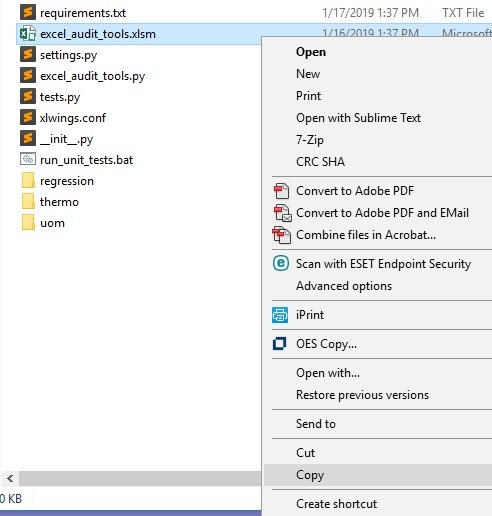 requirements.txt 1/17/2019 1:37 PM TXT File
excel_audit_tools.xlsm 1/16/2019 1:37 PM Microsof
settings.py
excel_audit_tools.py
tests.py
xlwings.conf
__init__.py
run_unit_tests.bat
regression
thermo
uom
0 KB
Open
New
Print
Open with Sublime Text
7-Zip
CRC SHA
Convert to Adobe PDF
Convert to Adobe PDF and EMail
Combine files in Acrobat...
Scan with ESET Endpoint Security
Advanced options
iPrint
OES Copy...
Open with...
Restore previous versions
Send to
Cut
Copy
Create shortcut